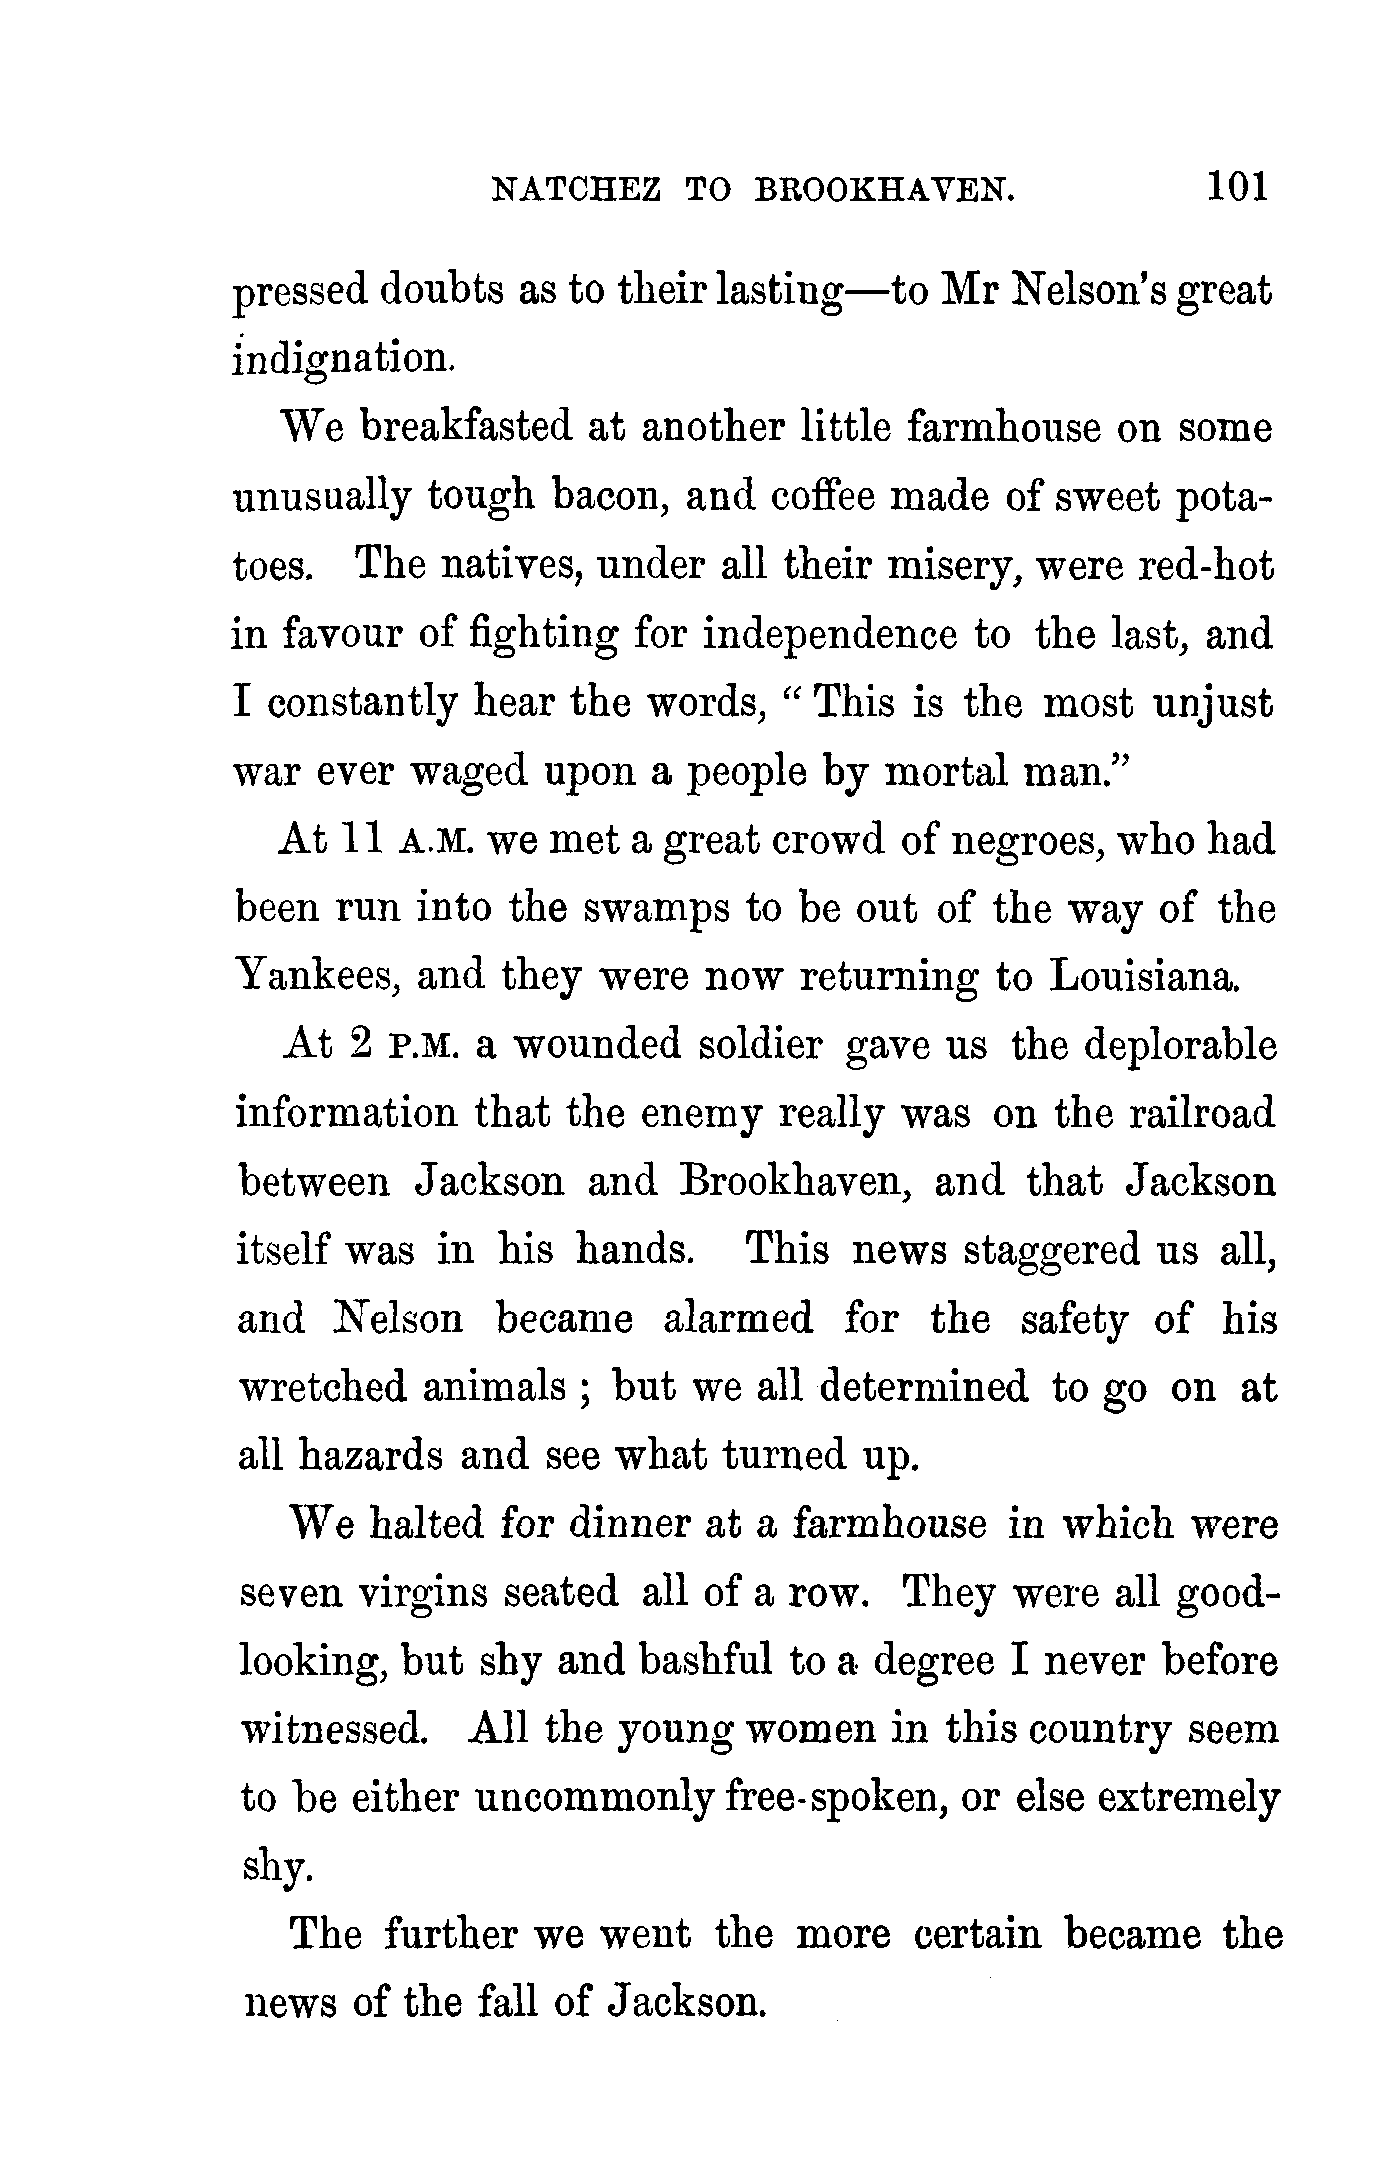 NATCHEZ TO BROOKHAVEN. 101
pressed doubts as to their lasting—to Mr Nelson's great
indignation.
We breakfasted at another little farmhouse on some
unusually tough bacon, and coffee made of sweet pota-
toes. The natives, under all their misery, were red-hot
in favour of fighting for independence to the last, and
I constantly hear the words, “ This is the most unjust
war ever waged upon a people by mortal man.”
At 11 A.M. we met a great crowd of negroes, who had
been run into the swamps to be out of the way of the
Yankees, and they were now returning to Louisiana.
At 2 P.M. a wounded soldier gave us the deplorable
information that the enemy really was on the railroad
between Jackson and Brookhaven, and that Jackson
itself was in his hands. This news staggered us all,
and Nelson became alarmed for the safety of his
wretched animals ; but we all determined to go on at
all hazards and see what turned up.
We halted for dinner at a farmhouse in which were
seven virgins seated all of a row. They were all good-
looking, but shy and bashful to a degree I never before
witnessed. All the young women in this country seem
to be either uncommonly free-spoken, or else extremely
shy.
The further we went the more certain became the
news of the fall of Jackson.